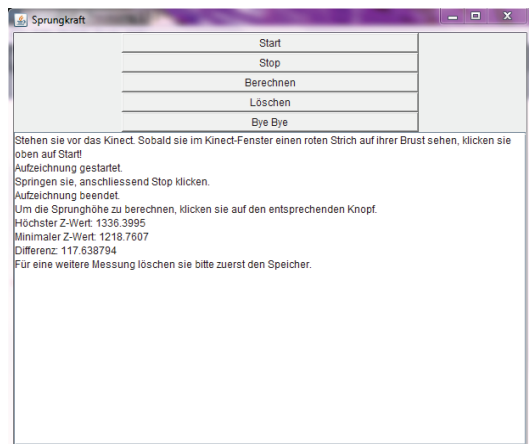 Sprungkraft
Start
Stop
Berechnen
Löschen
Bye Bye
Stehen sie vor das Kinect. Sobald sie im Kinect-Fenster einen roten Strich auf ihrer Brust sehen, klicken sie
oben auf Start!
Aufzeichnung gestartet.
Springen sie, anschliessend Stop klicken.
Aufzeichnung beendet.
Um die Sprunghöhe zu berechnen, klicken sie auf den entsprechenden Knopf.
Höchster Z-Wert: 1336.3995
Minimaler Z-Wert: 1218.7607
Differenz: 117.638794
Für eine weitere Messung löschen sie bitte zuerst den Speicher.